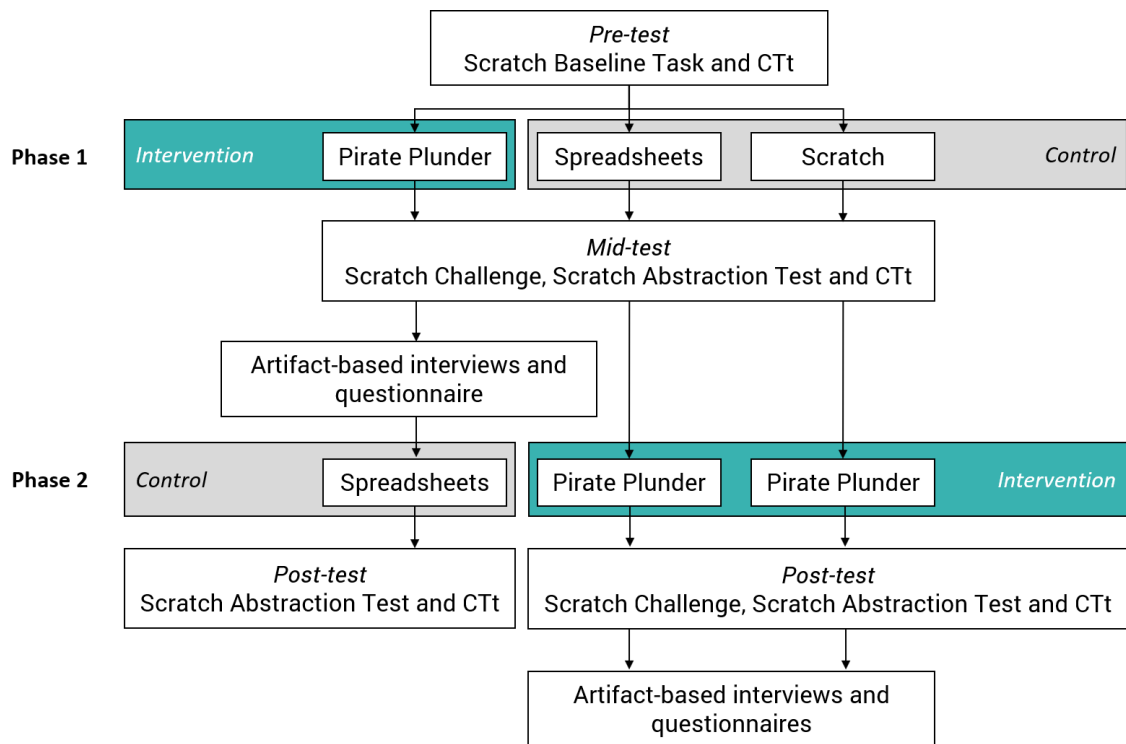 Pre-test
Scratch Baseline Task and CTt
Phase 1
Intervention
Pirate Plunder
Spreadsheets
Scratch
Control
Mid-test
Scratch Challenge, Scratch Abstraction Test and CTt
Artifact-based interviews and
questionnaire
Phase 2
Control
Spreadsheets
Pirate Plunder
Pirate Plunder
Intervention
Post-test
Scratch Abstraction Test and CTt
Post-test
Scratch Challenge, Scratch Abstraction Test and CTt
Artifact-based interviews and
questionnaires